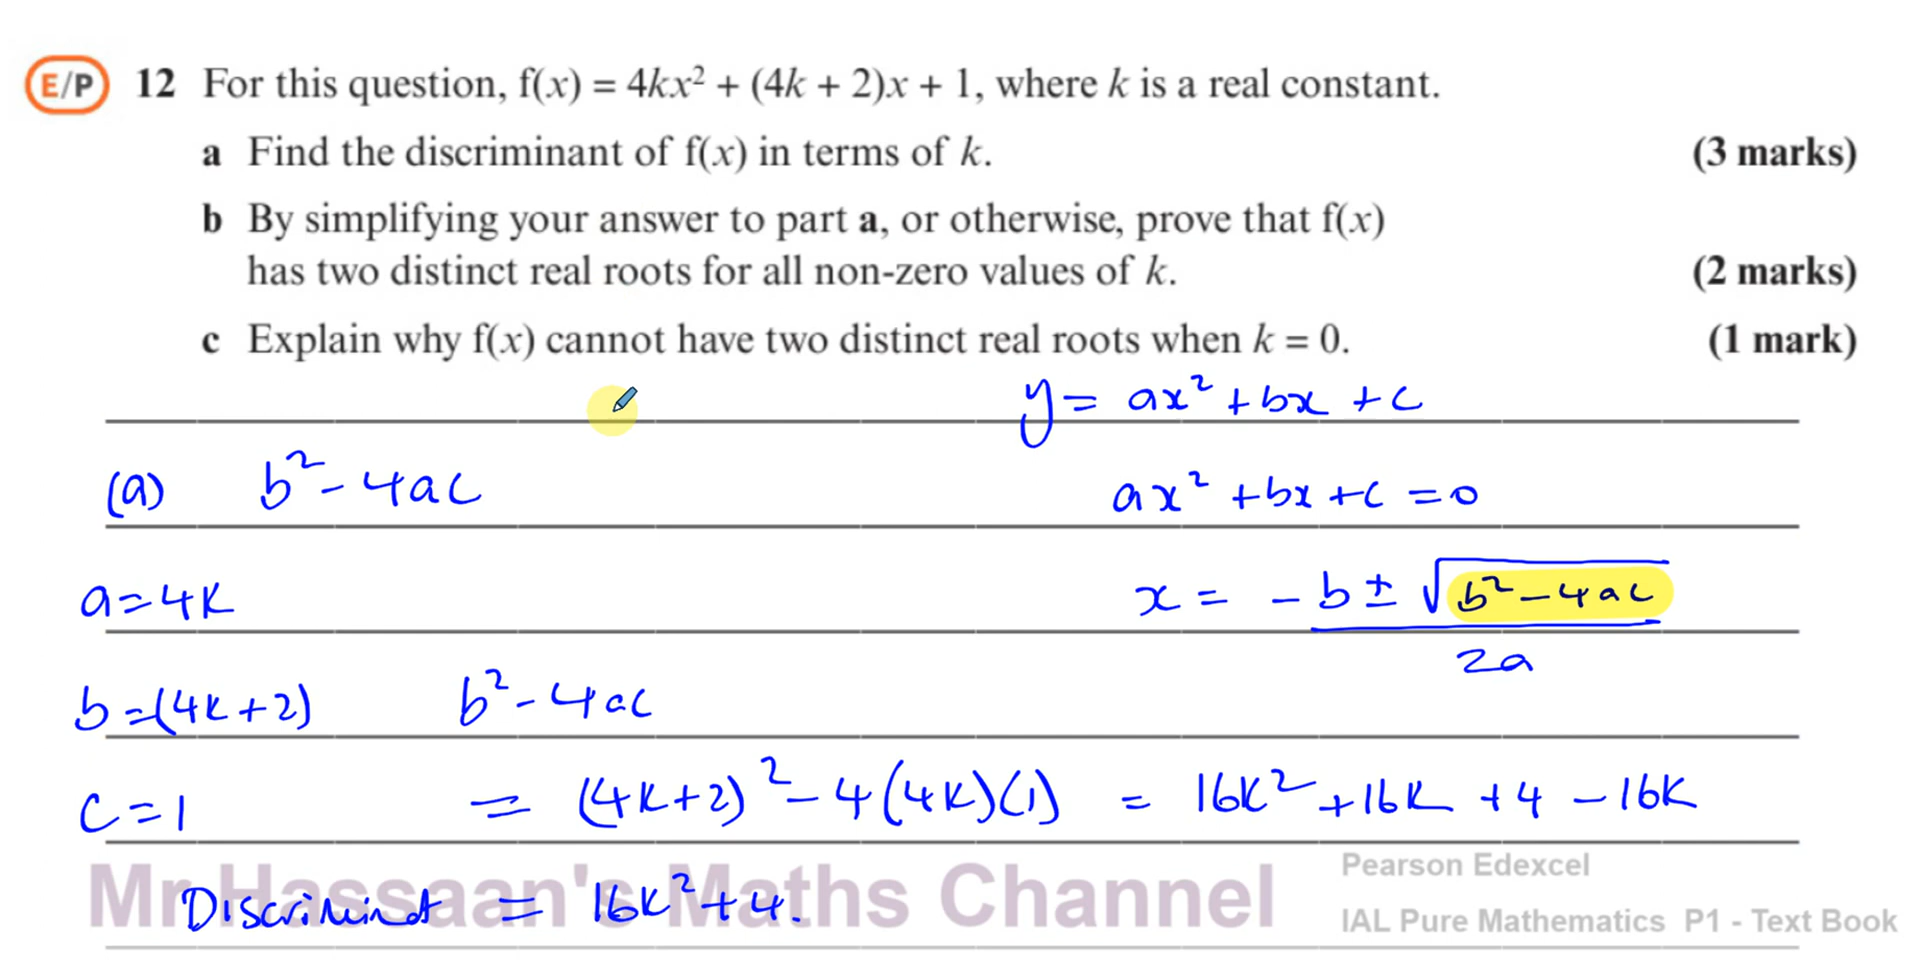 E/P 12 For this question, f(x) = 4kx² + (4k + 2)x + 1, where k is a real constant.
a Find the discriminant of f(x) in terms of k. (3 marks)
b By simplifying your answer to part a, or otherwise, prove that f(x)
has two distinct real roots for all non-zero values of k. (2 marks)
c Explain why f(x) cannot have two distinct real roots when k = 0. (1 mark)
y = ax² + bx + c
(a) b² - 4ac
ax² + bx + c = 0
a = 4k
x = -b ± √b² - 4ac
2a
b = (4k+2) b² - 4ac
c = 1 = (4k+2)² - 4(4k)(1) = 16k² + 16k + 4 - 16k
Mr Hassaan's Maths Channel
Discriminat = 16k² + 4.
Pearson Edexcel
IAL Pure Mathematics P1 - Text Book